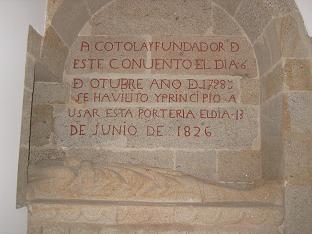 A COTOLAY FUNDADOR D
ESTE CONUENTO EL DIA 6
D OTUBRE AÑO D 1798
SE HAVILITO Y PRINCIPIO A
USAR ESTA PORTERIA EL DIA 13
DE JUNIO DE 1826